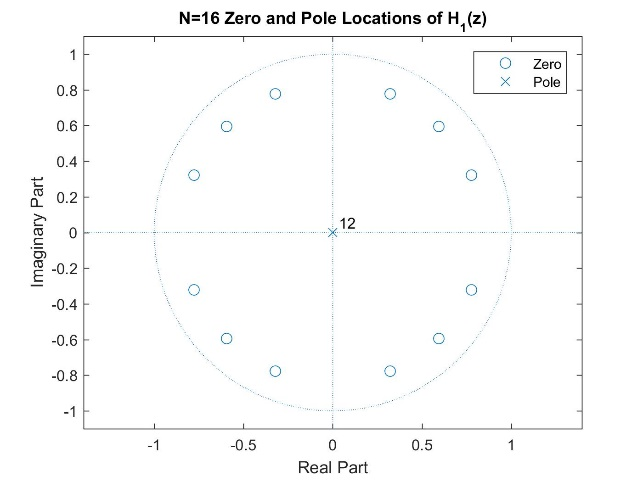 N=16 Zero and Pole Locations of H1(z)
Zero
Pole
1
0.8
0.6
0.4
0.2
0
-0.2
-0.4
-0.6
-0.8
-1
12
Imaginary Part
-1 -0.5 0 0.5 1
Real Part